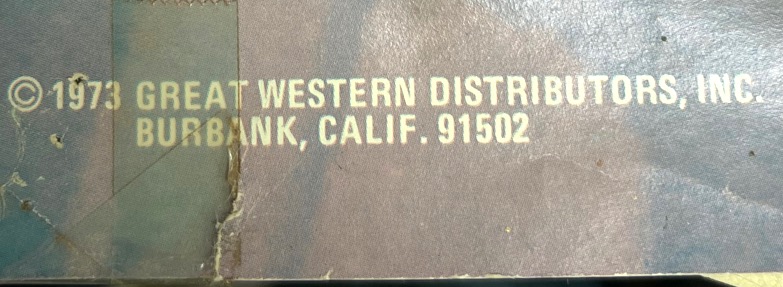 © 1973 GREAT WESTERN DISTRIBUTORS, INC.
BURBANK, CALIF. 91502